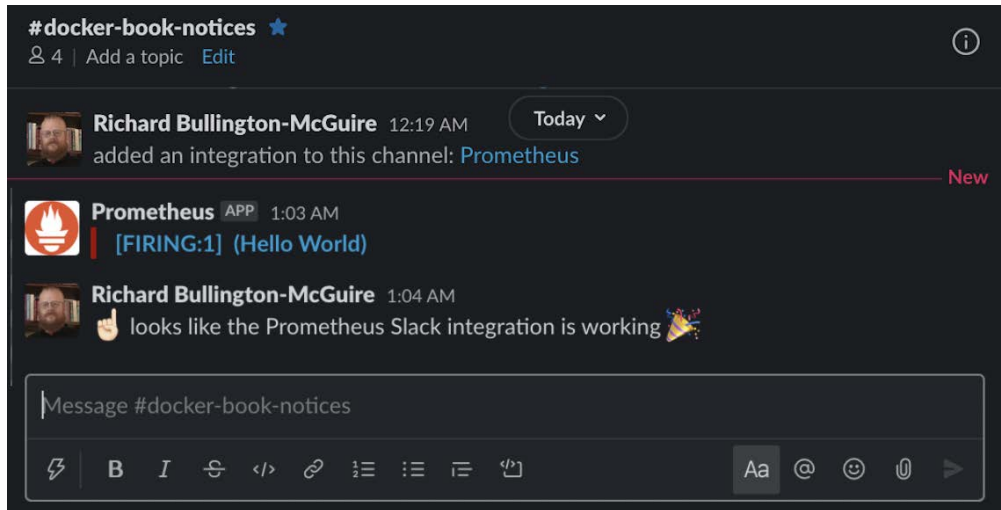 #docker-book-notices
4 | Add a topic Edit
Richard Bullington-McGuire 12:19 AM
Today
added an integration to this channel: Prometheus
New
Prometheus APP 1:03 AM
[FIRING:1] (Hello World)
Richard Bullington-McGuire 1:04 AM
looks like the Prometheus Slack integration is working
Message #docker-book-notices
B I S </> Aa @